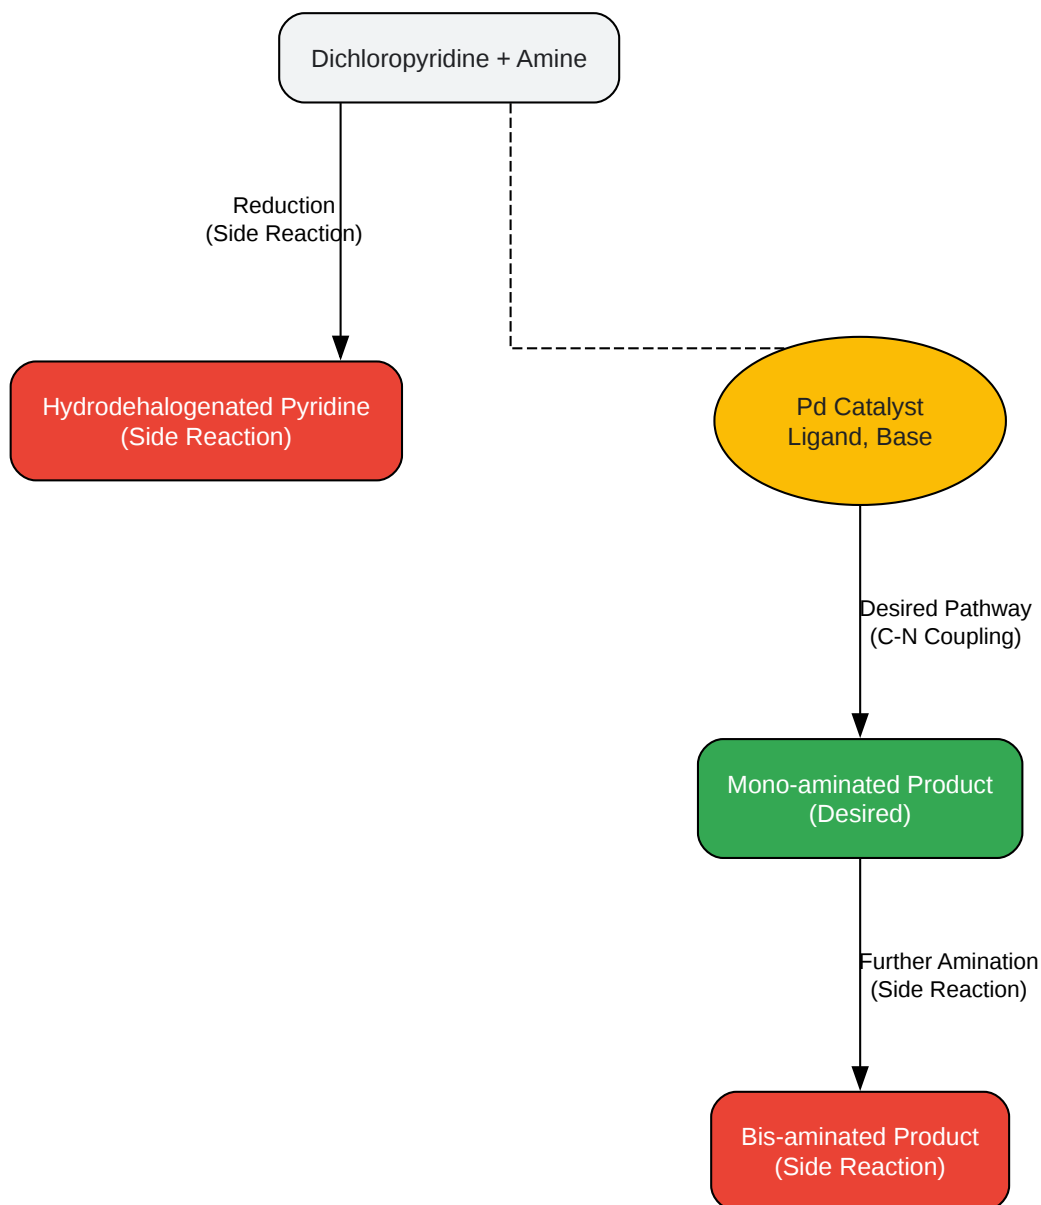 Dichloropyridine + Amine
Reduction
(Side Reaction)
Hydrodehalogenated Pyridine
(Side Reaction)
Pd Catalyst
Ligand, Base
Desired Pathway
(C-N Coupling)
Mono-aminated Product
(Desired)
Further Amination
(Side Reaction)
Bis-aminated Product
(Side Reaction)